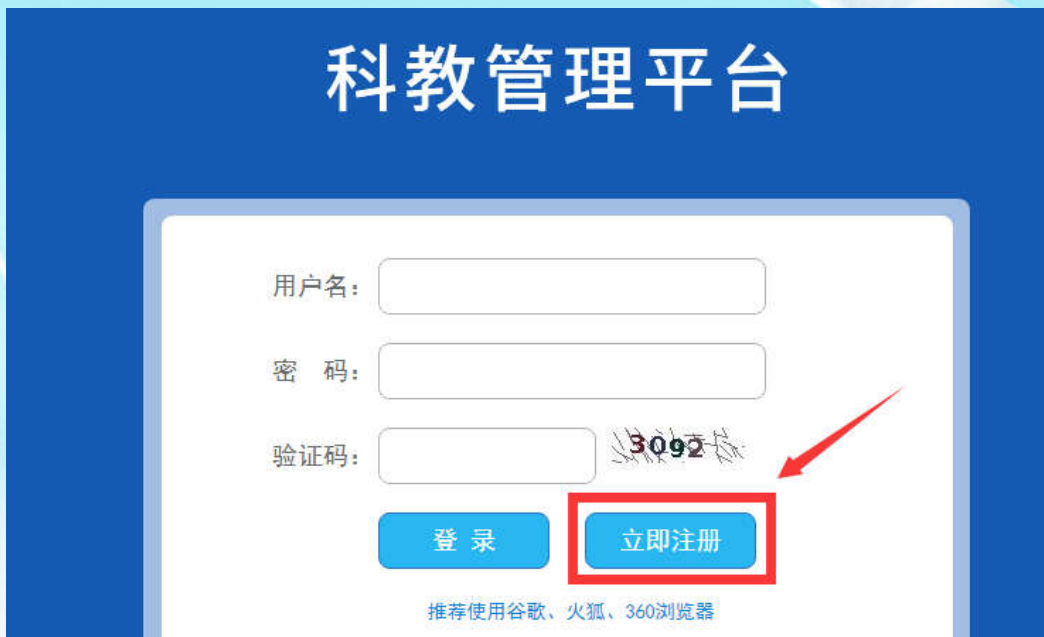 科教管理平台
用户名：
密 码：
验证码：
3092
登 录 立即注册
推荐使用谷歌、火狐、360浏览器